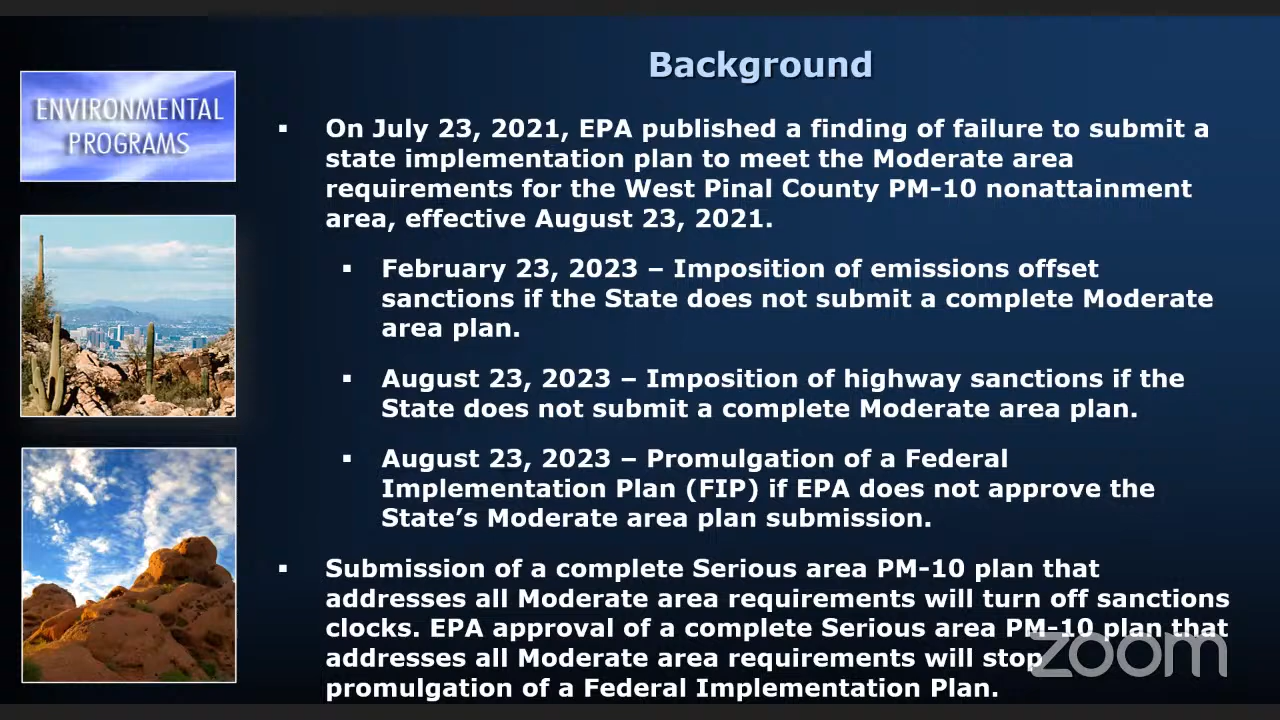 Background
ENVIRONMENTAL
PROGRAMS
▪ On July 23, 2021, EPA published a finding of failure to submit a
state implementation plan to meet the Moderate area
requirements for the West Pinal County PM-10 nonattainment
area, effective August 23, 2021.
▪ February 23, 2023 – Imposition of emissions offset
sanctions if the State does not submit a complete Moderate
area plan.
▪ August 23, 2023 – Imposition of highway sanctions if the
State does not submit a complete Moderate area plan.
▪ August 23, 2023 – Promulgation of a Federal
Implementation Plan (FIP) if EPA does not approve the
State’s Moderate area plan submission.
▪ Submission of a complete Serious area PM-10 plan that
addresses all Moderate area requirements will turn off sanctions
clocks. EPA approval of a complete Serious area PM-10 plan that
addresses all Moderate area requirements will stop
promulgation of a Federal Implementation Plan.
zoom